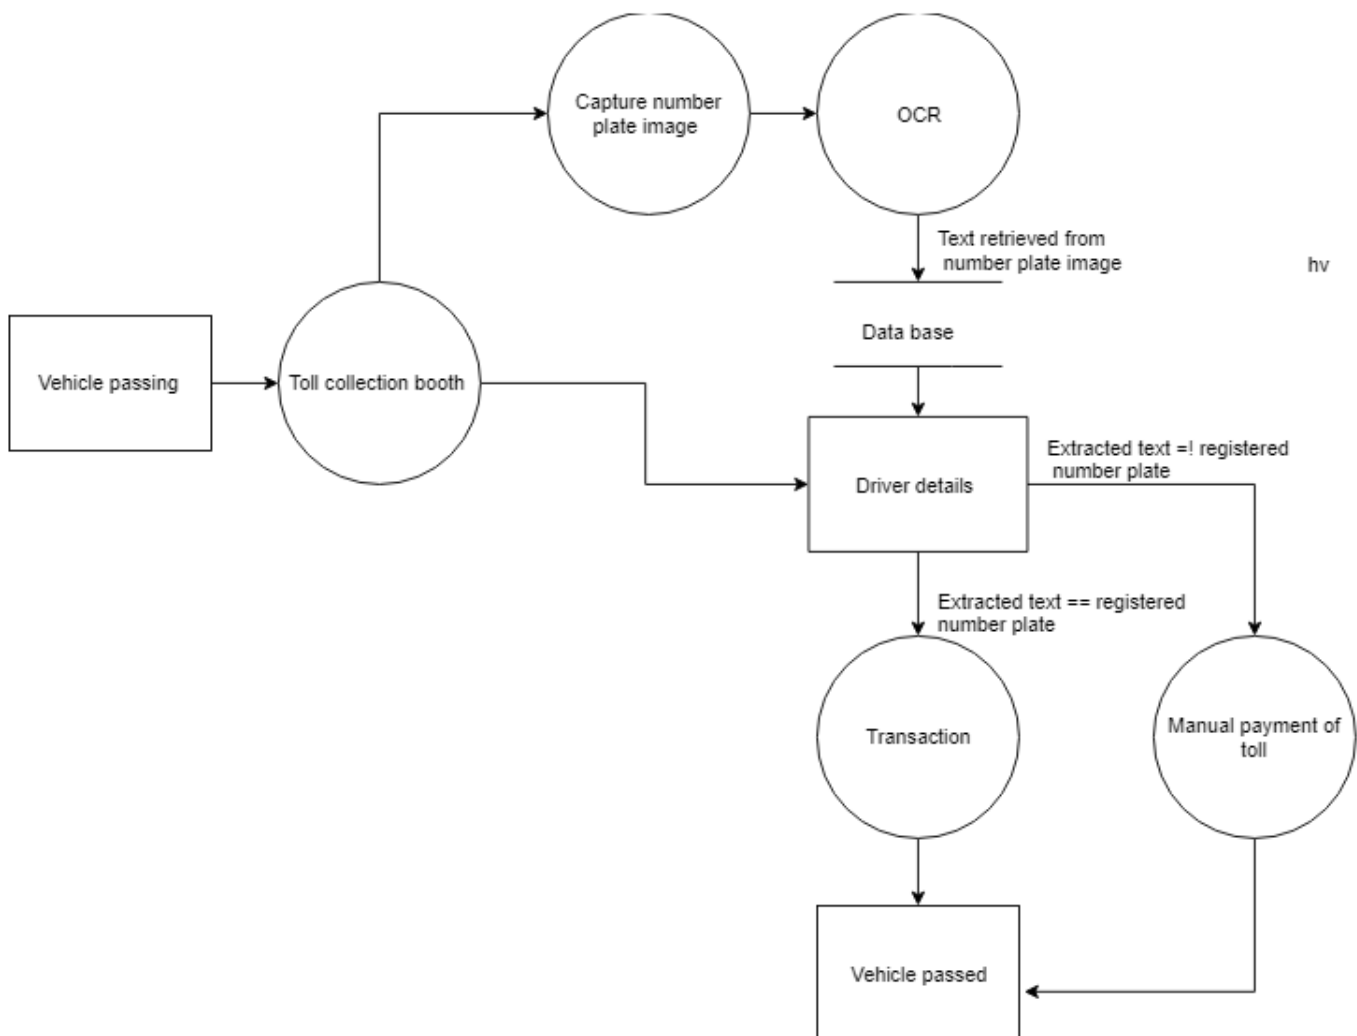 Capture number
plate image
OCR
Text retrieved from
number plate image
hv
Data base
Vehicle passing
Toll collection booth
Extracted text =! registered
number plate
Driver details
Extracted text == registered
number plate
Transaction
Manual payment of
toll
Vehicle passed